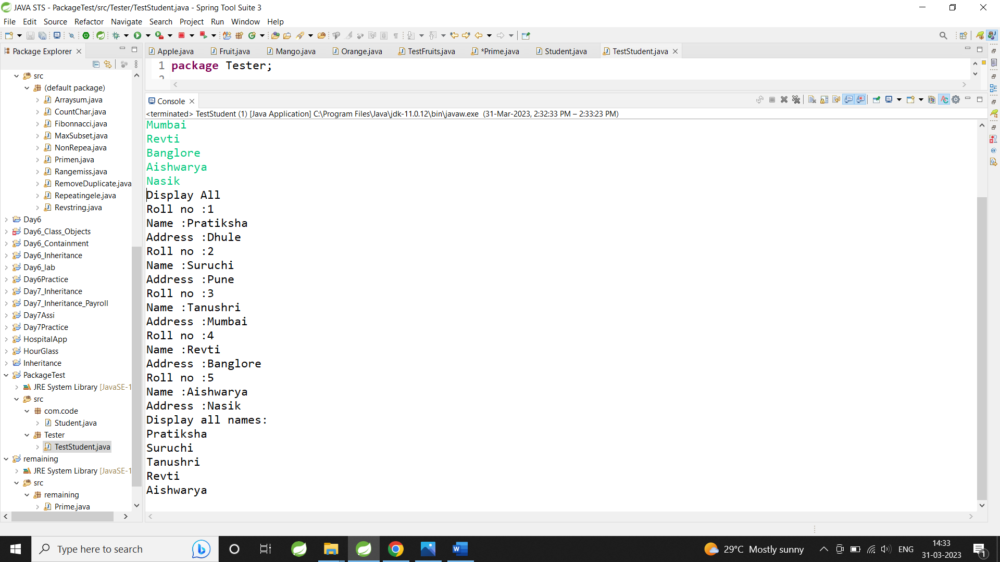 JAVA STS - PackageTest/src/Tester/TestStudent.java - Spring Tool Suite 3
File Edit Source Refactor Navigate Search Project Run Window Help
Package Explorer
src
(default package)
Arraysum.java
CountChar.java
Fibonnacci.java
MaxSubset.java
NonRepea.java
Primen.java
Rangemiss.java
RemoveDuplicate.java
Repeatingele.java
Revstring.java
Day6
Day6_Class_Objects
Day6_Containment
Day6_Inheritance
Day6_lab
Day6Practice
Day7_Inheritance
Day7_Inheritance_Payroll
Day7Assi
Day7Practice
HospitalApp
HourGlass
Inheritance
PackageTest
JRE System Library [JavaSE-1
src
com.code
Student.java
Tester
TestStudent.java
remaining
JRE System Library [JavaSE-1
src
remaining
Prime.java
Apple.java Fruit.java Mango.java Orange.java TestFruits.java *Prime.java Student.java TestStudent.java
1 package Tester;
Console
<terminated> TestStudent (1) [Java Application] C:\Program Files\Java\jdk-11.0.12\bin\javaw.exe (31-Mar-2023, 2:32:33 PM – 2:33:23 PM)
Mumbai
Revti
Banglore
Aishwarya
Nasik
Display All
Roll no :1
Name :Pratiksha
Address :Dhule
Roll no :2
Name :Suruchi
Address :Pune
Roll no :3
Name :Tanushri
Address :Mumbai
Roll no :4
Name :Revti
Address :Banglore
Roll no :5
Name :Aishwarya
Address :Nasik
Display all names:
Pratiksha
Suruchi
Tanushri
Revti
Aishwarya
Type here to search
29°C Mostly sunny
ENG
14:33
31-03-2023
1